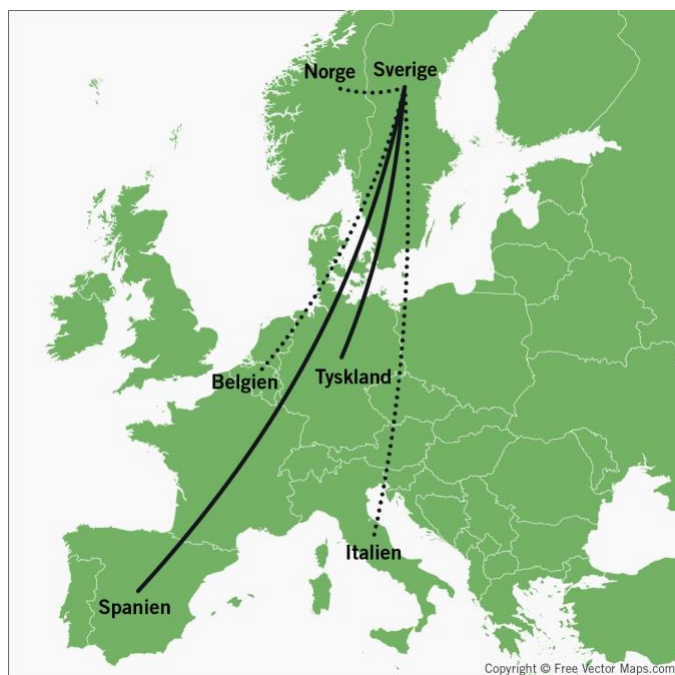 Norge
Sverige
Belgien
Tyskland
Italien
Spanien
Copyright © Free Vector Maps.com